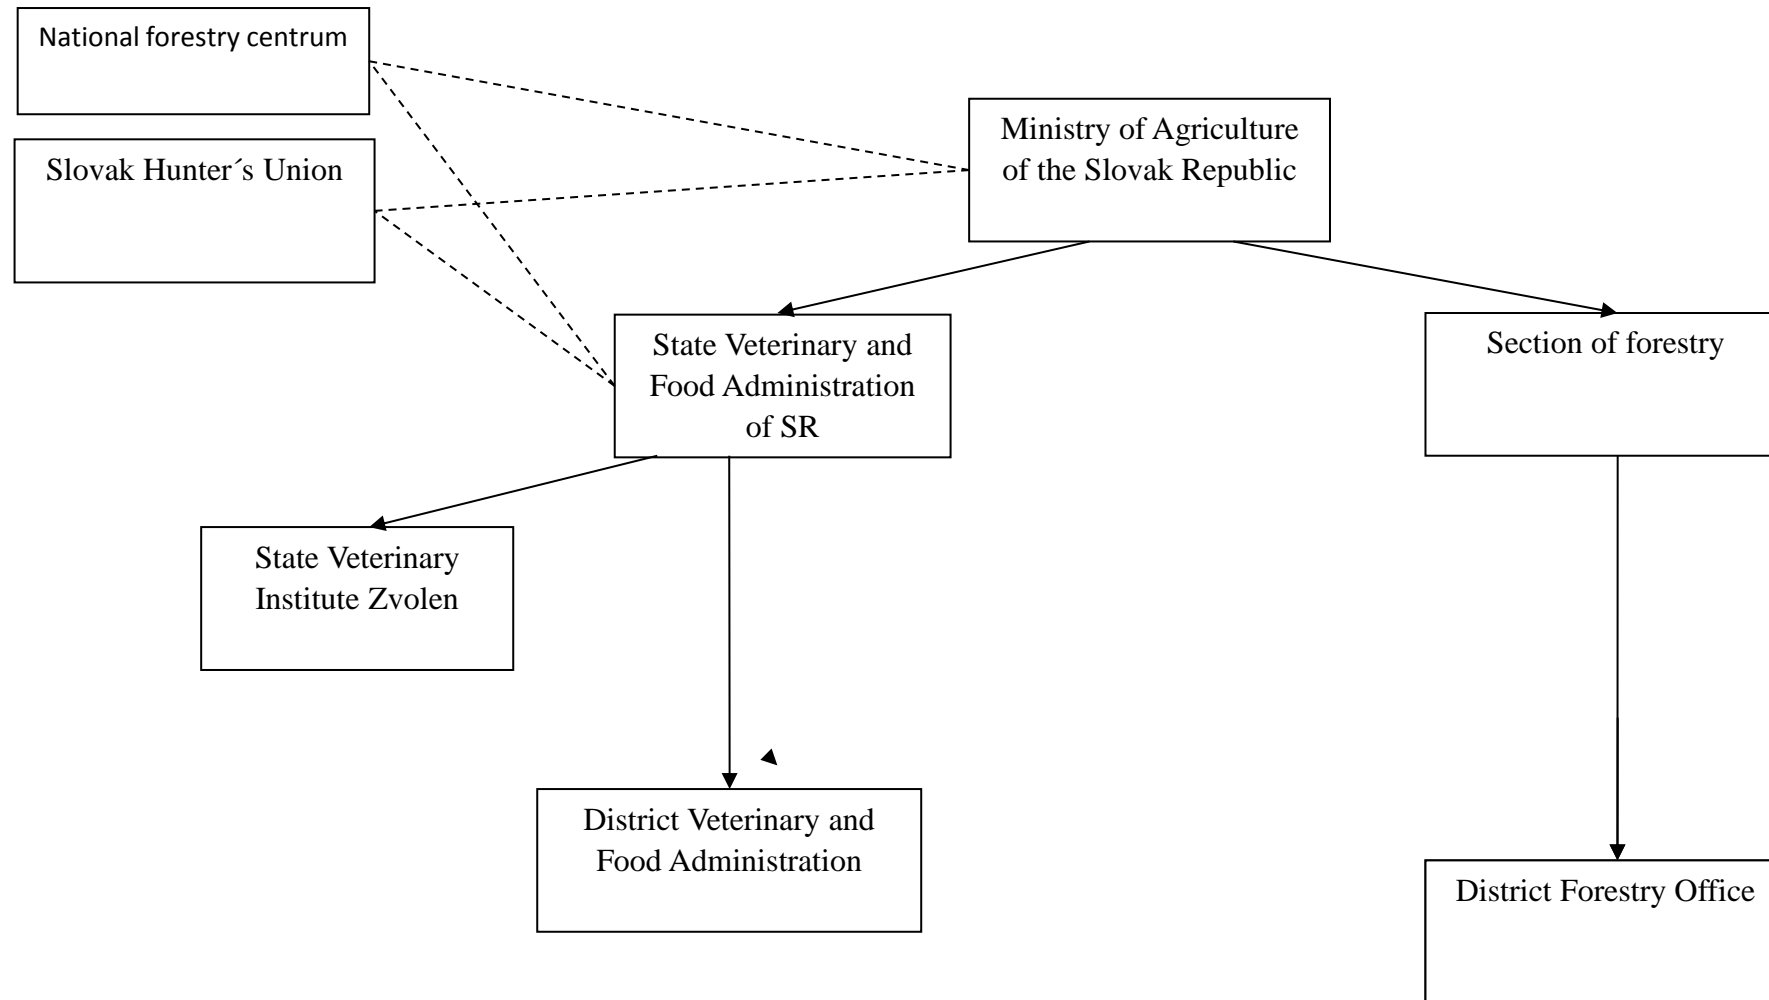 National forestry centrum
Slovak Hunter´s Union
Ministry of Agriculture
of the Slovak Republic
State Veterinary and
Food Administration
of SR
Section of forestry
State Veterinary
Institute Zvolen
District Veterinary and
Food Administration
District Forestry Office